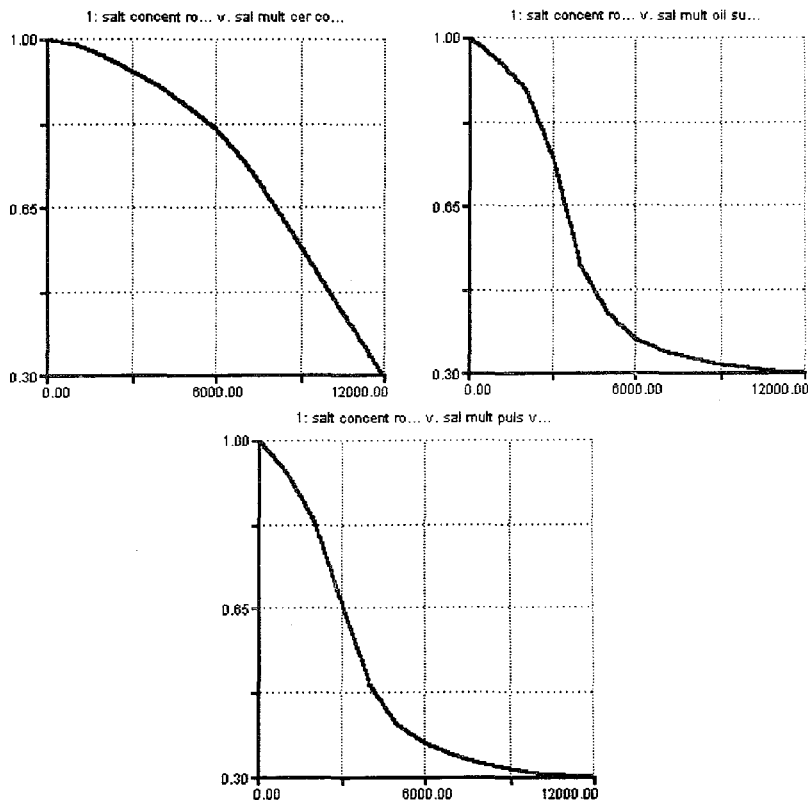 1: salt concent ro... v. sal mult cer co...
1.00
0.65
0.30
0.00 6000.00 12000.00
1: salt concent ro... v. sal mult oil su...
1.00
0.65
0.30
0.00 6000.00 12000.00
1: salt concent ro... v. sal mult puls v...
1.00
0.65
0.30
0.00 6000.00 12000.00